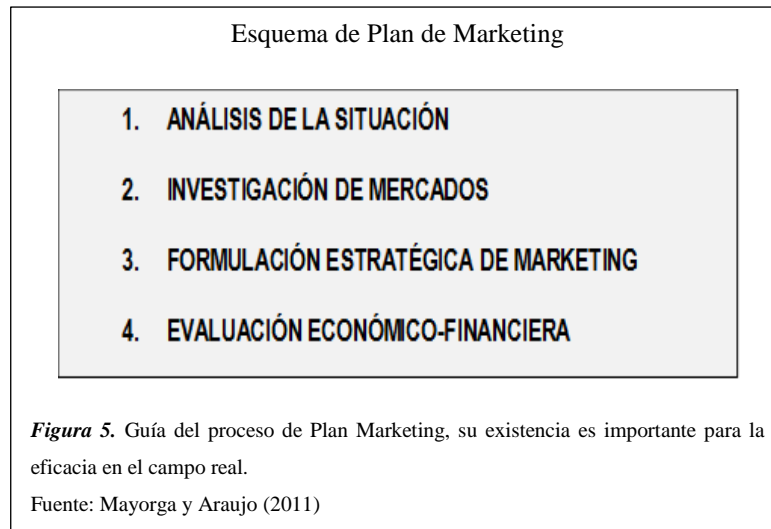 Esquema de Plan de Marketing
1. ANÁLISIS DE LA SITUACIÓN
2. INVESTIGACIÓN DE MERCADOS
3. FORMULACIÓN ESTRATÉGICA DE MARKETING
4. EVALUACIÓN ECONÓMICO-FINANCIERA
Figura 5. Guía del proceso de Plan Marketing, su existencia es importante para la
eficacia en el campo real.
Fuente: Mayorga y Araujo (2011)